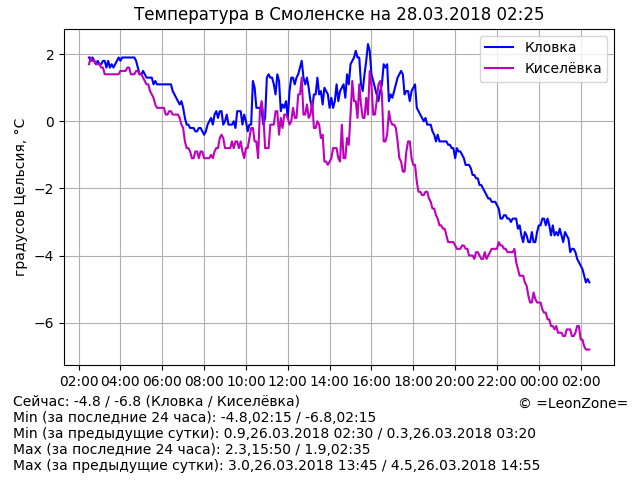 Температура в Смоленске на 28.03.2018 02:25
градусов Цельсия, °C
2
0
−2
−4
−6
Кловка
Киселёвка
02:00 04:00 06:00 08:00 10:00 12:00 14:00 16:00 18:00 20:00 22:00 00:00 02:00
Сейчас: -4.8 / -6.8 (Кловка / Киселёвка)
© =LeonZone=
Min (за последние 24 часа): -4.8,02:15 / -6.8,02:15
Min (за предыдущие сутки): 0.9,26.03.2018 02:30 / 0.3,26.03.2018 03:20
Max (за последние 24 часа): 2.3,15:50 / 1.9,02:35
Max (за предыдущие сутки): 3.0,26.03.2018 13:45 / 4.5,26.03.2018 14:55